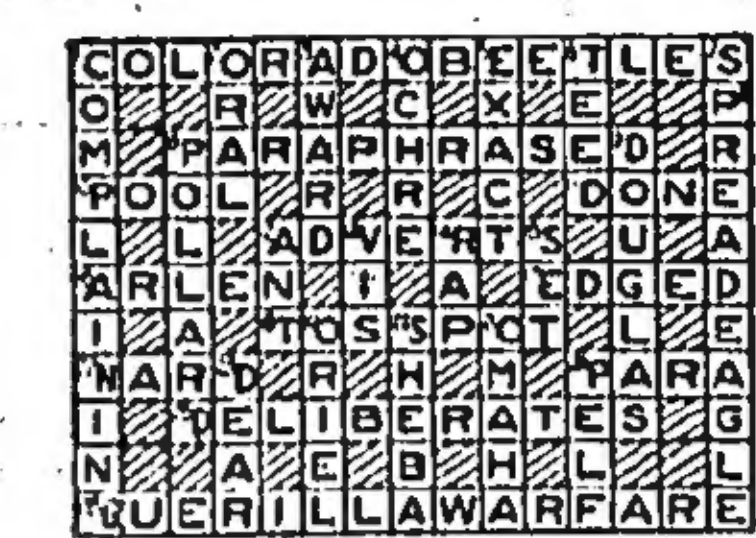 COLORADOBEETLES
O R W C X E P
M PARAPHRASED R
POOL R R C DONE
L L ADVERTS U A
ARLEN I A EDGED
I A TOSSPOT L E
NARD R H M PARA
I DELIBERATES G
N A E B H L L
GUERILLAWARFARE